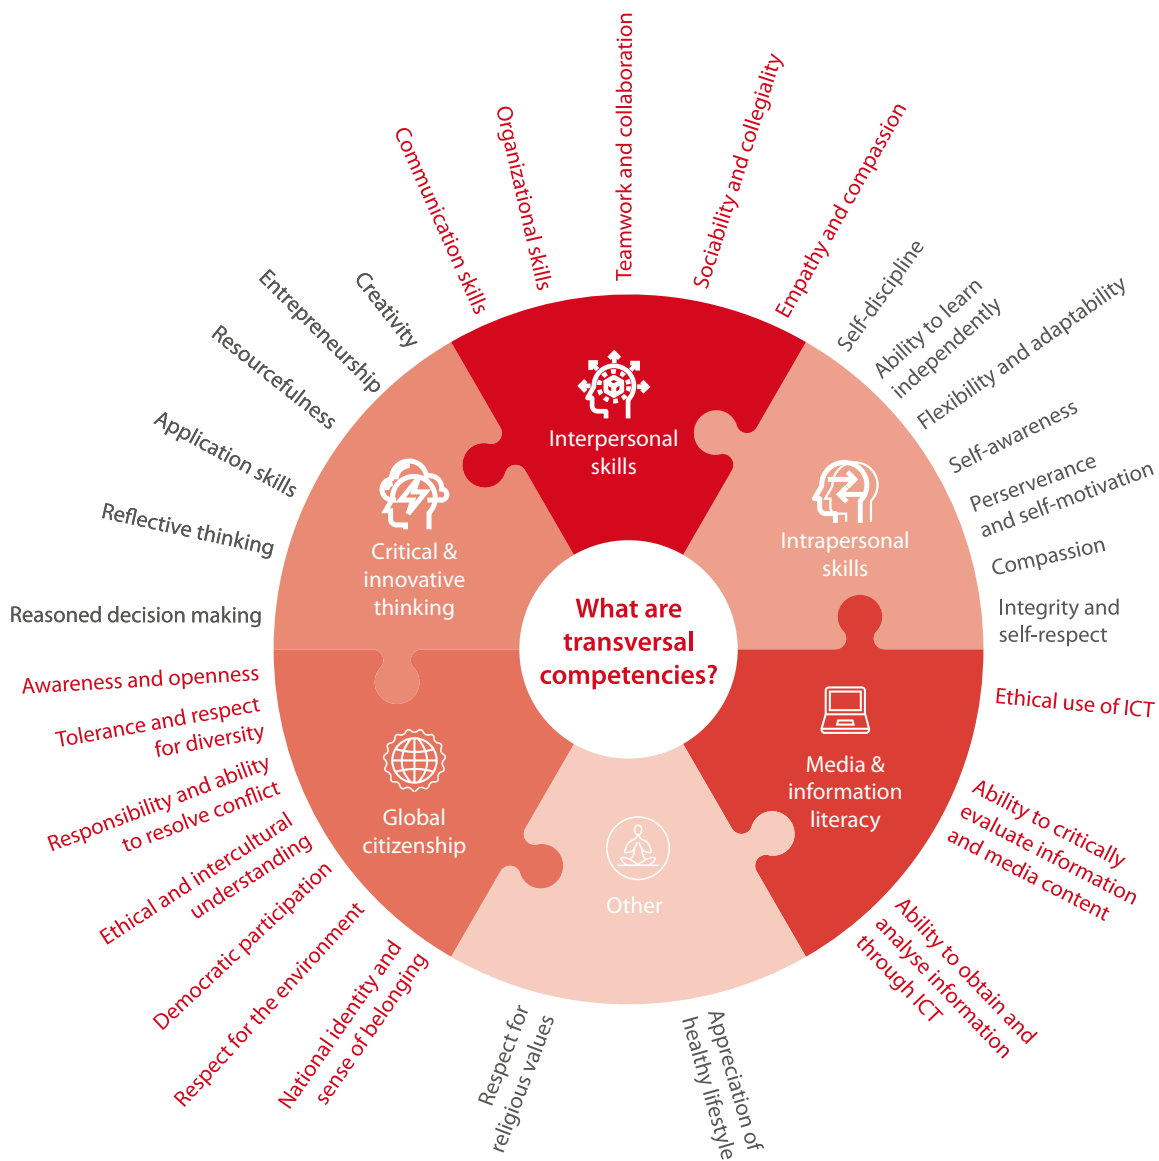 What are
transversal
competencies?
Interpersonal
skills
Communication skills
Organizational skills
Teamwork and collaboration
Sociability and collegiality
Empathy and compassion
Intrapersonal
skills
Self-discipline
Ability to learn
independently
Flexibility and adaptability
Self-awareness
Perserverance
and self-motivation
Compassion
Integrity and
self-respect
Media &
information
literacy
Ethical use of ICT
Ability to critically
evaluate information
and media content
Ability to obtain and
analyse information
through ICT
Other
Appreciation of
healthy lifestyle
Respect for
religious values
Global
citizenship
National identity and
sense of belonging
Respect for the environment
Democratic participation
Ethical and intercultural
understanding
Responsibility and ability
to resolve conflict
Tolerance and respect
for diversity
Awareness and openness
Critical &
innovative
thinking
Reasoned decision making
Reflective thinking
Application skills
Resourcefulness
Entrepreneurship
Creativity